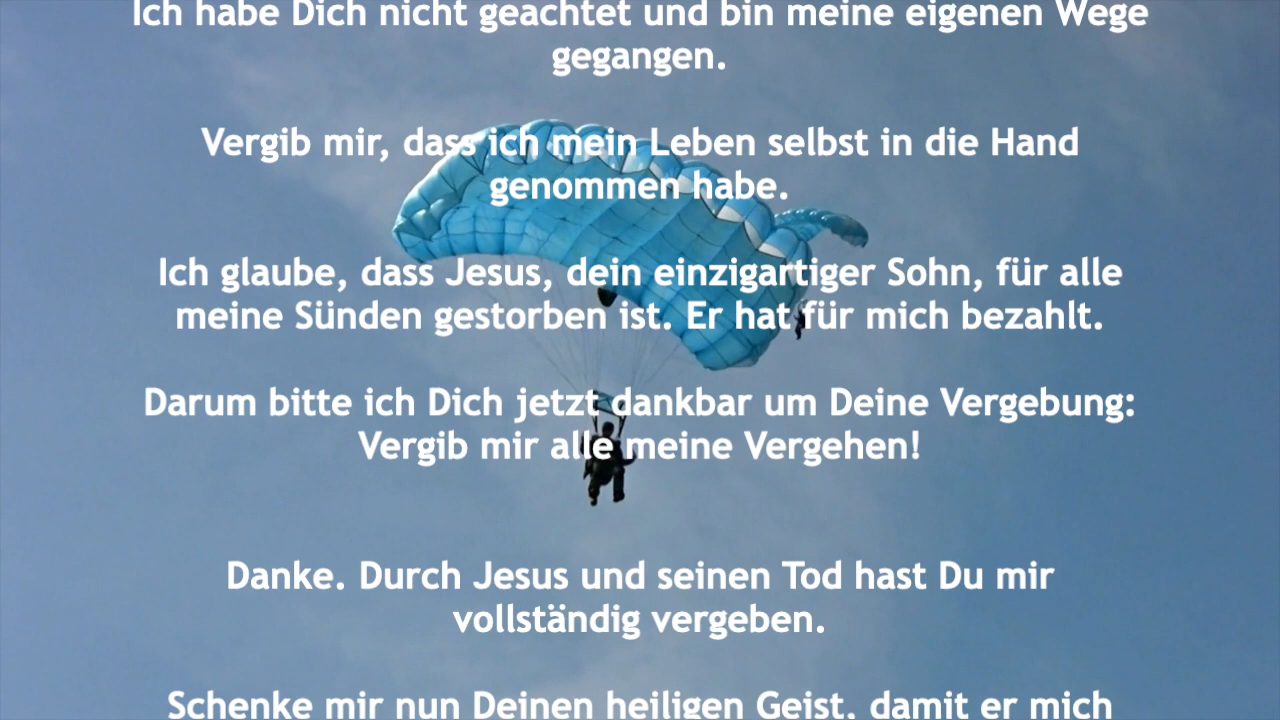 Ich habe Dich nicht geachtet und bin meine eigenen Wege
gegangen.
Vergib mir, dass ich mein Leben selbst in die Hand
genommen habe.
Ich glaube, dass Jesus, dein einzigartiger Sohn, für alle
meine Sünden gestorben ist. Er hat für mich bezahlt.
Darum bitte ich Dich jetzt dankbar um Deine Vergebung:
Vergib mir alle meine Vergehen!
Danke. Durch Jesus und seinen Tod hast Du mir
vollständig vergeben.
Schenke mir nun Deinen heiligen Geist, damit er mich